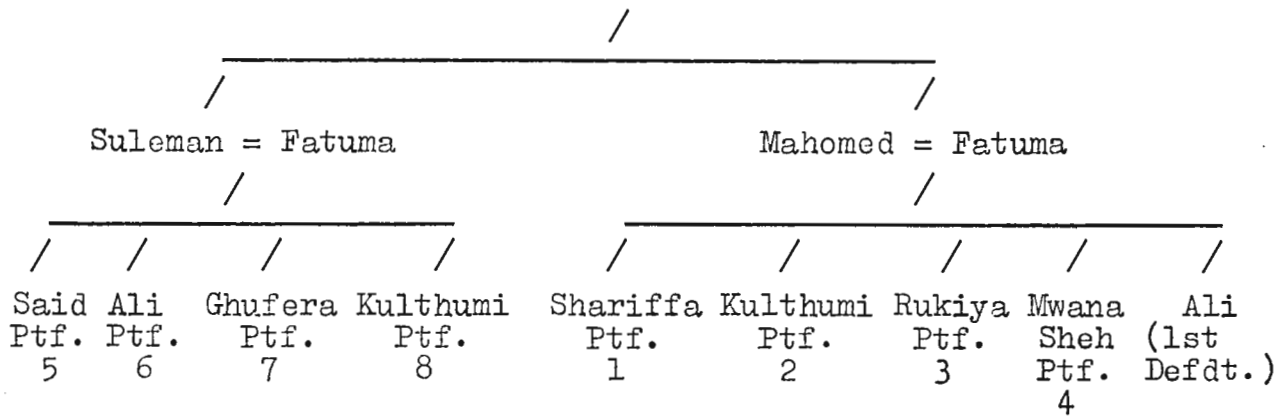 Suleman = Fatuma Mahomed = Fatuma
Said Ali Ghufera Kulthumi Shariffa Kulthumi Rukiya Mwana Ali
Ptf. Ptf. Ptf. Ptf. Ptf. Ptf. Ptf. Sheh (1st
5 6 7 8 1 2 3 Ptf. Defdt.)
4